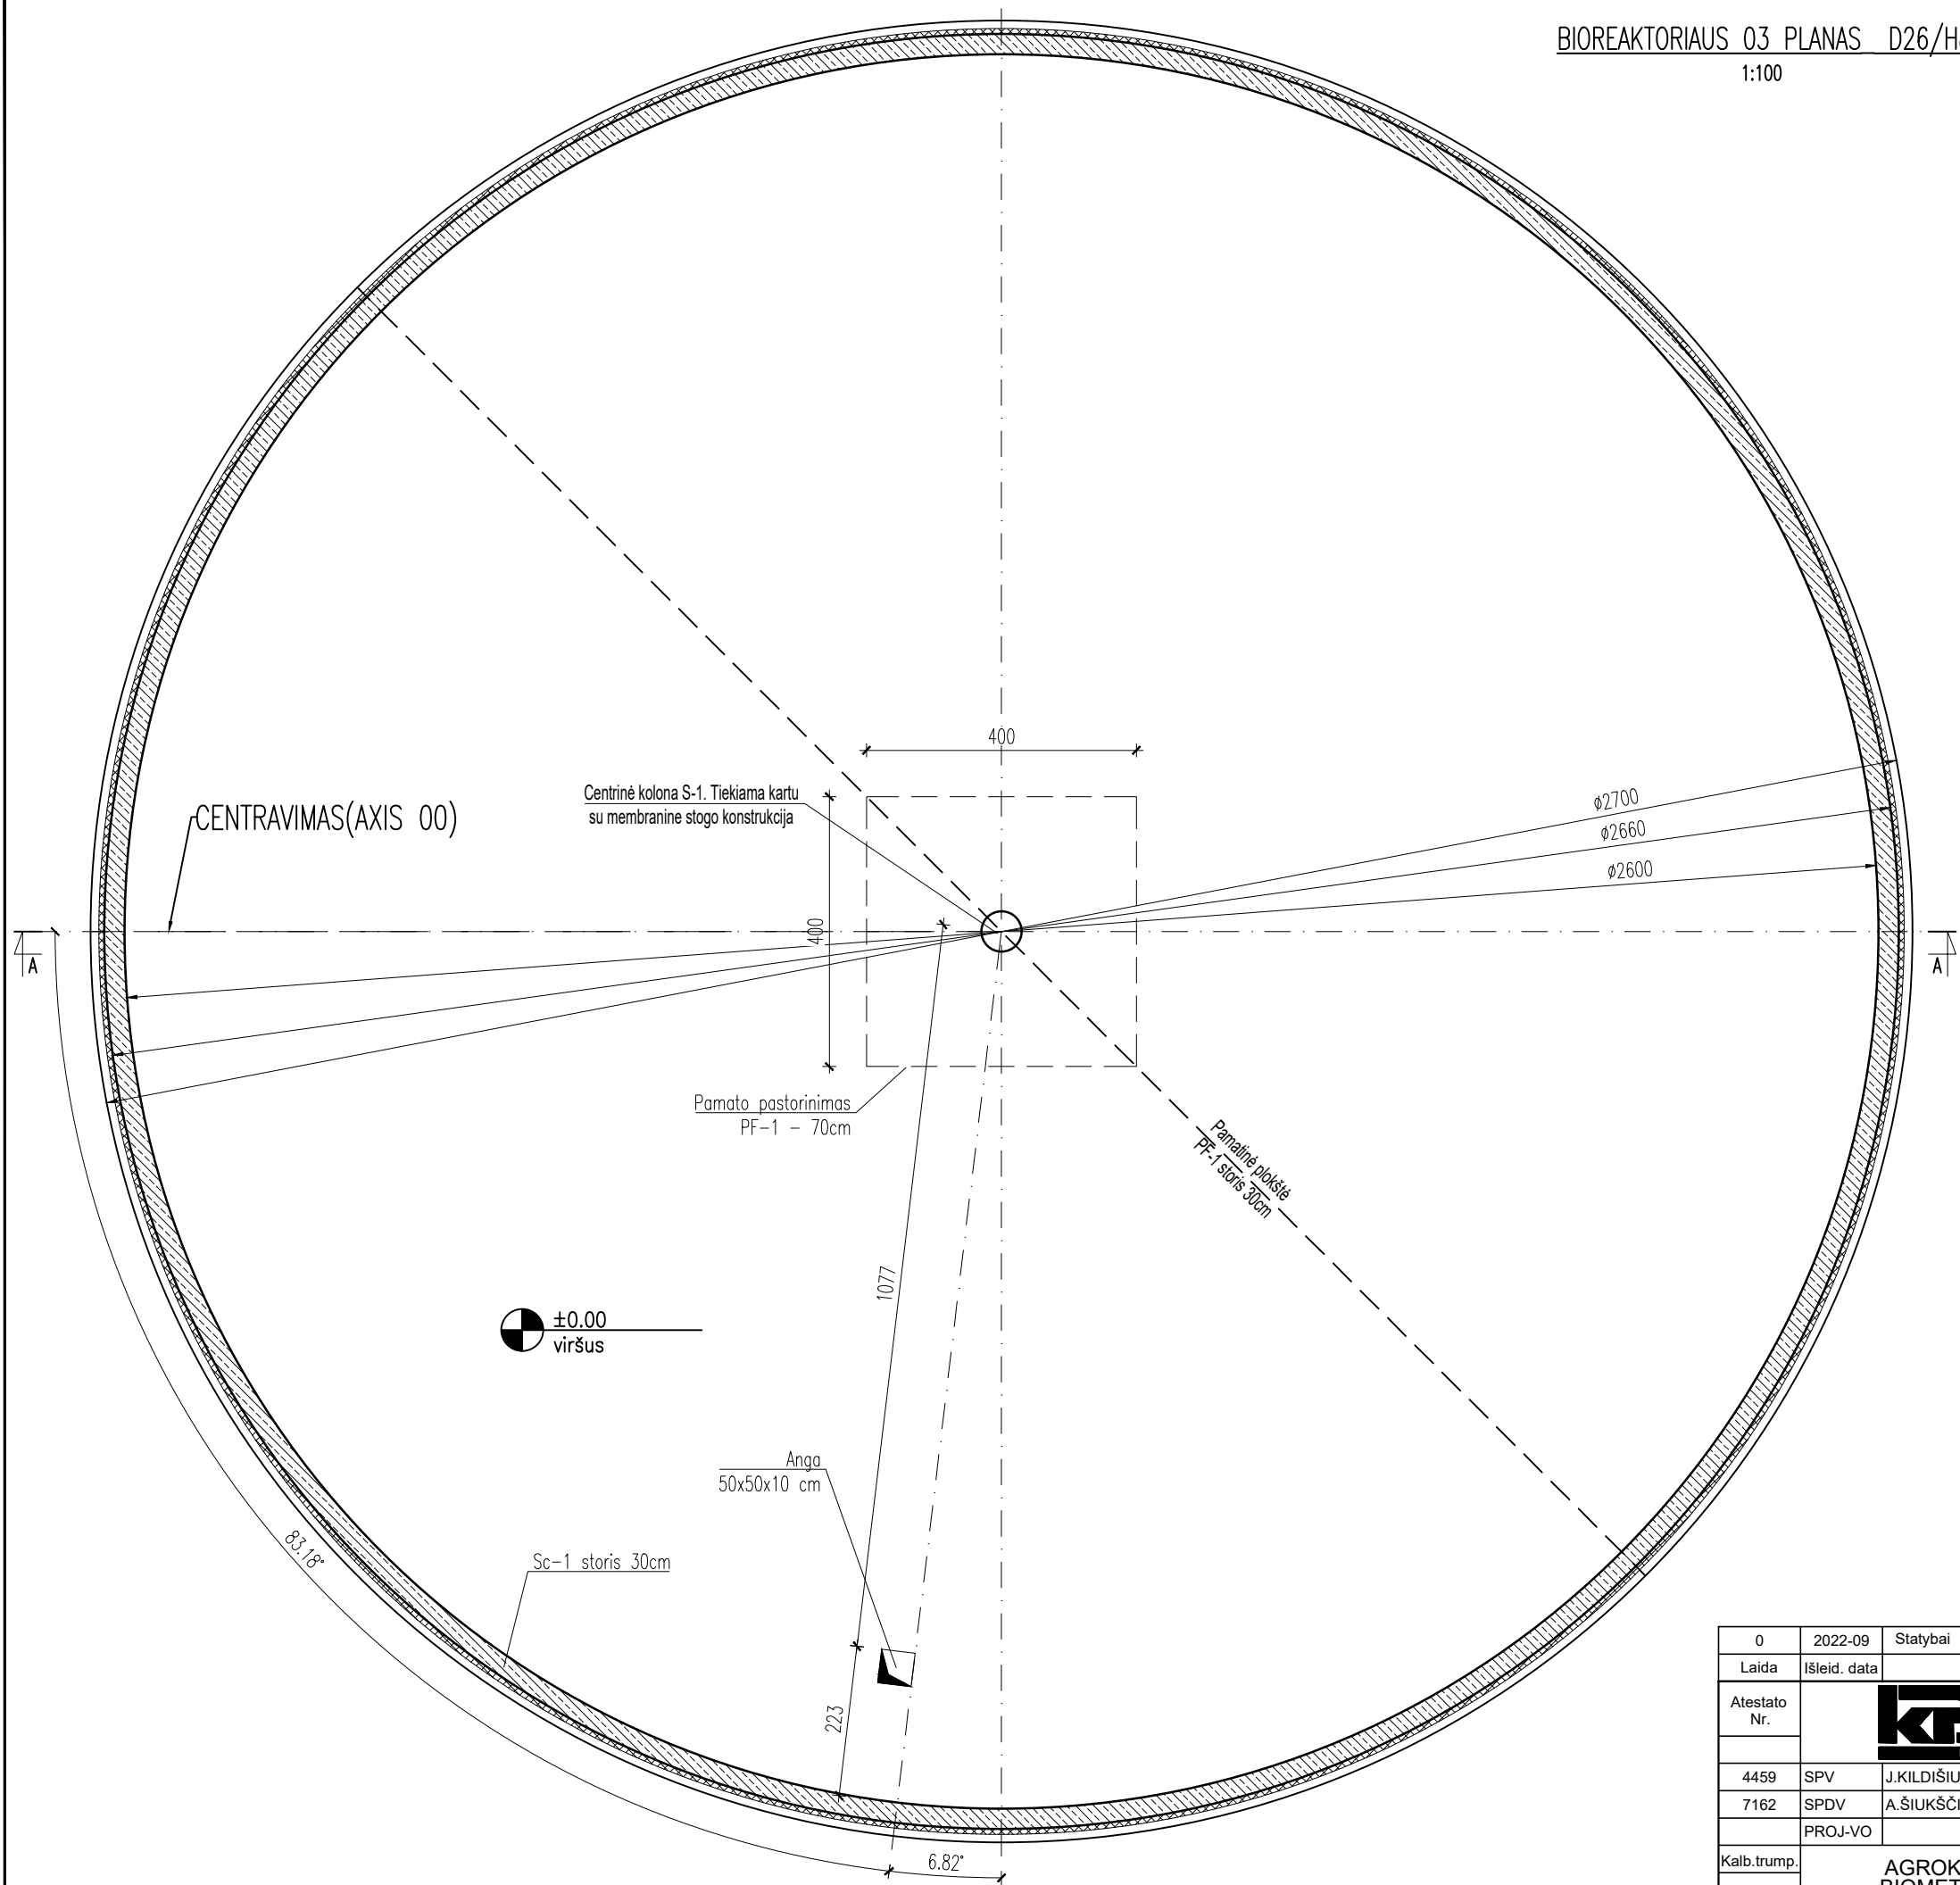 BIOREAKTORIAUS 03 PLANAS D26/H
1:100
400
Centrinė kolona S-1. Tiekiama kartu
su membranine stogo konstrukcija
CENTRAVIMAS(AXIS 00)
ø2700
ø2660
ø2600
400
A
A
Pamato pastorinimas
PF-1 - 70cm
Pamatinė plokštė
PF-1 storis 30cm
1077
±0.00
viršus
Anga
50x50x10 cm
83.18°
Sc-1 storis 30cm
223
6.82°
0 2022-09 Statybai
Laida Išleid. data
Atestato
Nr.
4459 SPV J.KILDIŠIU
7162 SPDV A.ŠIUKŠČI
PROJ-VO
Kalb.trump.
AGROK